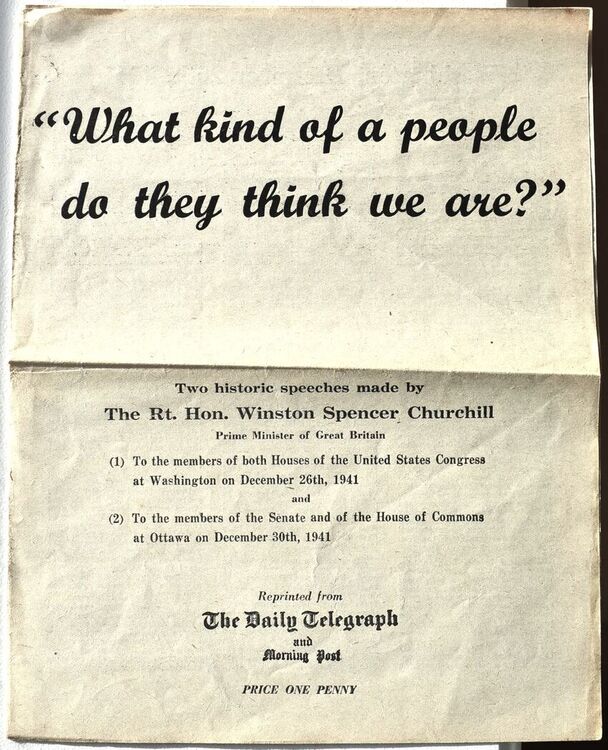 “What kind of a people
do they think we are?”
Two historic speeches made by
The Rt. Hon. Winston Spencer Churchill
Prime Minister of Great Britain
(1) To the members of both Houses of the United States Congress
at Washington on December 26th, 1941
and
(2) To the members of the Senate and of the House of Commons
at Ottawa on December 30th, 1941
Reprinted from
The Daily Telegraph
and
Morning Post
PRICE ONE PENNY